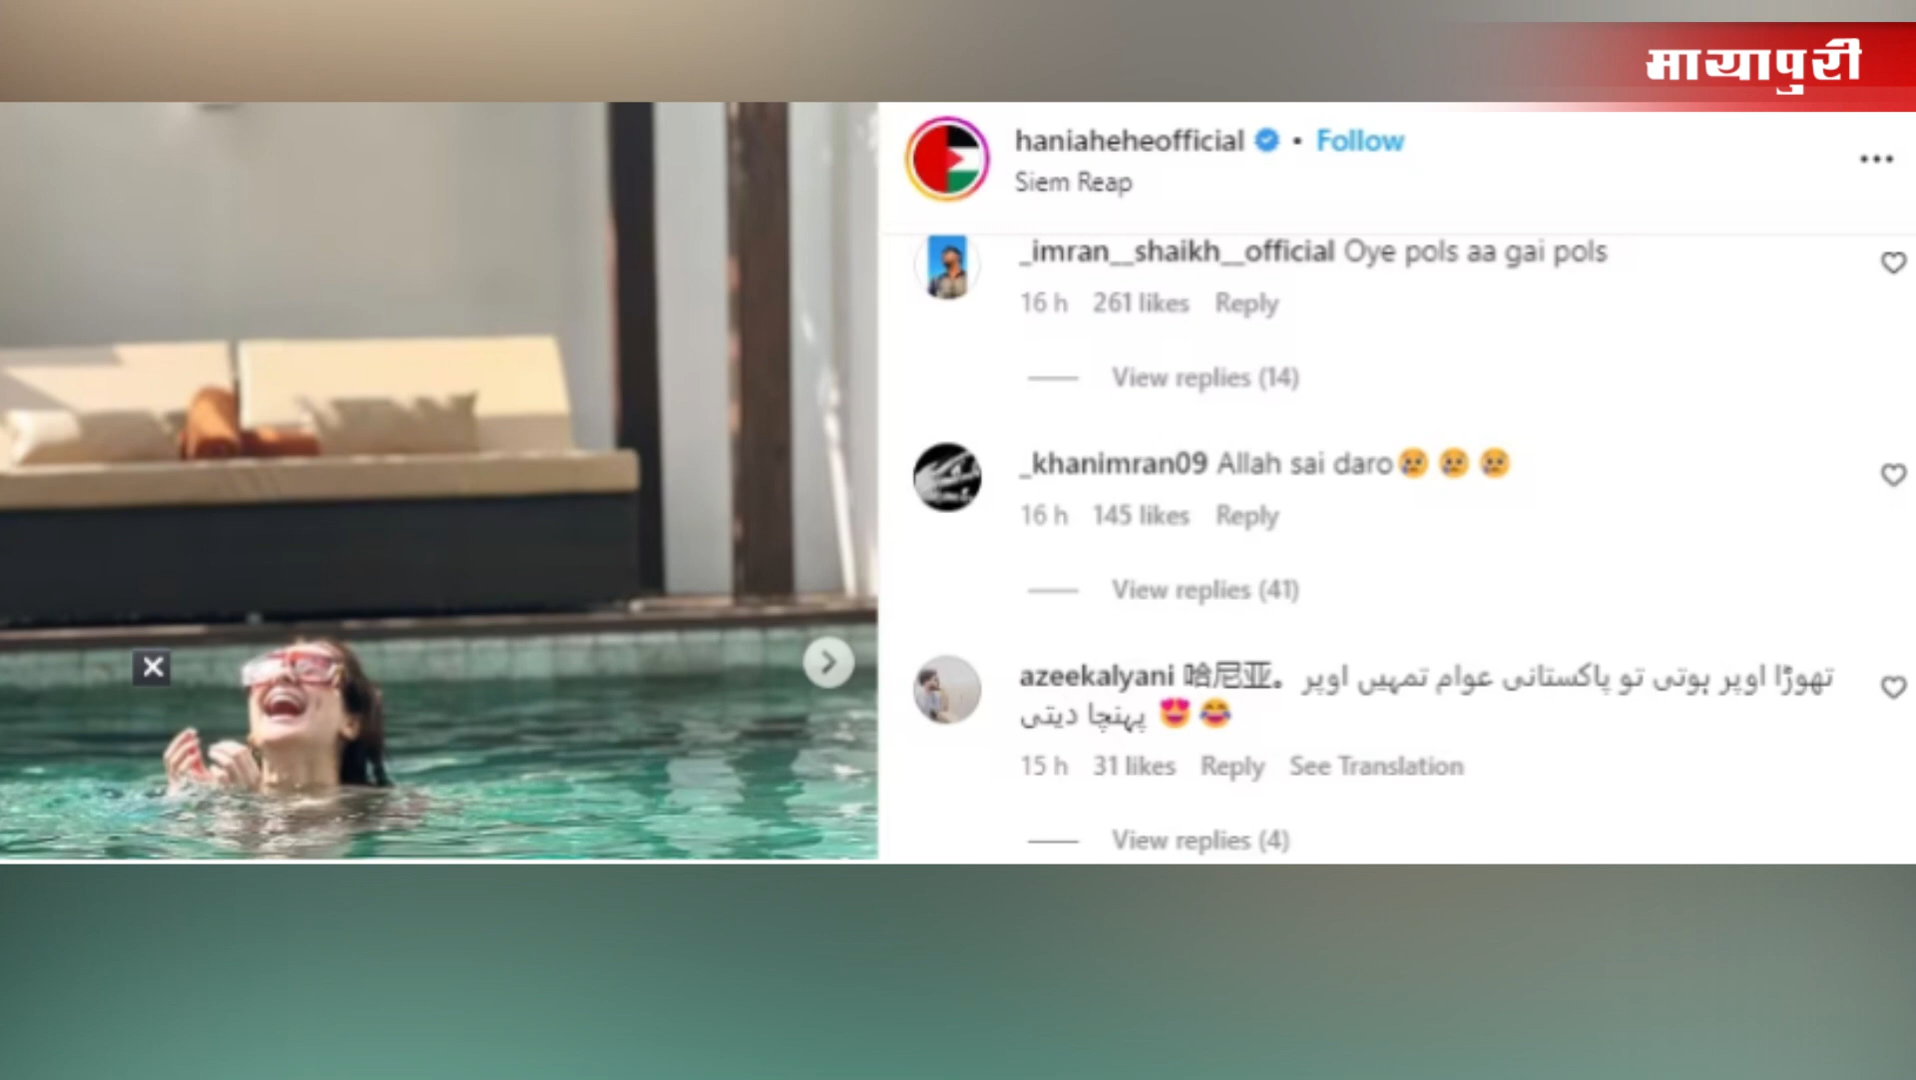 मायापुरी
haniaheheofficial • Follow
Siem Reap
_imran__shaikh__official Oye pols aa gai pols
16 h 261 likes Reply
View replies (14)
_khanimran09 Allah sai daro😢 😢 😢
16 h 145 likes Reply
View replies (41)
azeekalyani 哈尼亚。 تھوڑا اوپر ہوتی تو پاکستانی عوام تمہیں اوپر
پہنچا دیتی 😍 😂
15 h 31 likes Reply See Translation
View replies (4)